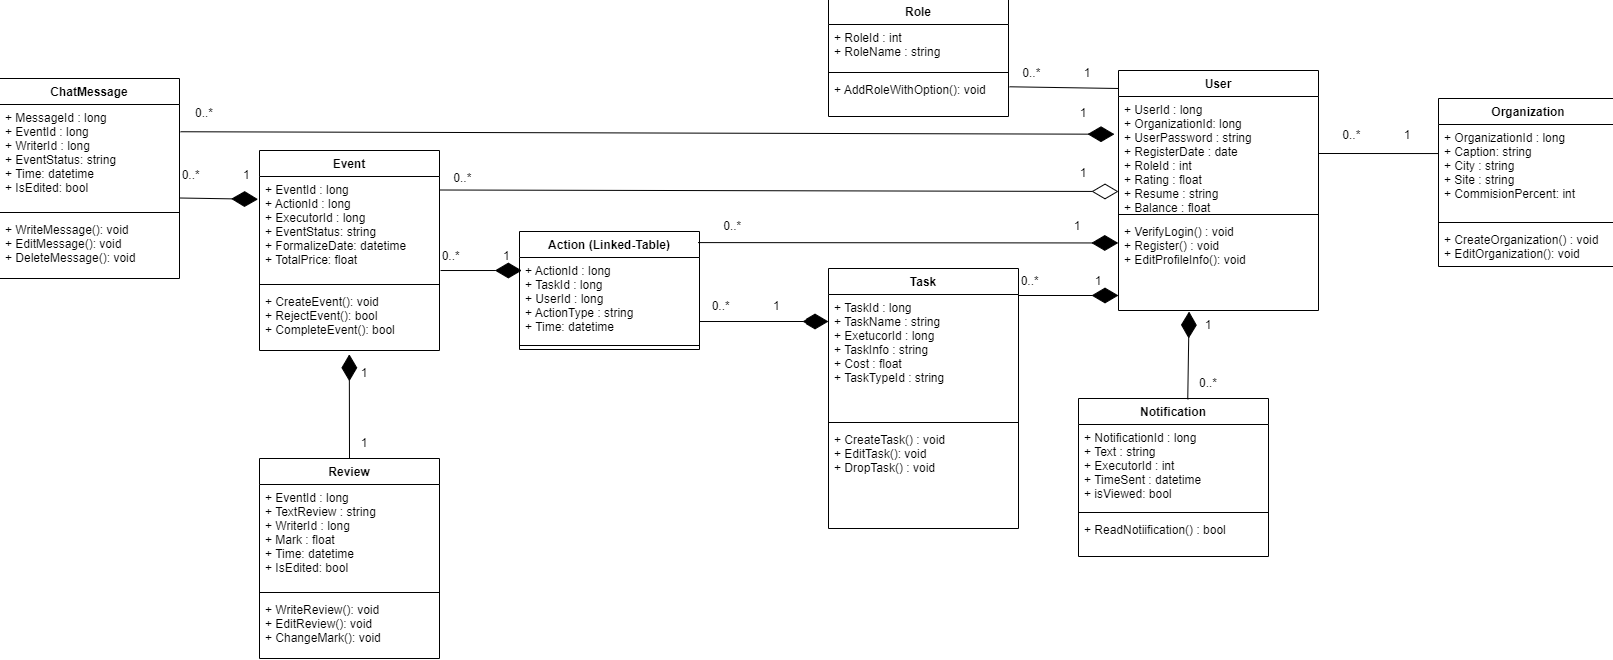 Role
+ RoleId : int
+ RoleName : string
+ AddRoleWithOption(): void
0..* 1
ChatMessage
+ MessageId : long
+ EventId : long
+ WriterId : long
+ EventStatus: string
+ Time: datetime
+ IsEdited: bool
+ WriteMessage(): void
+ EditMessage(): void
+ DeleteMessage(): void
0..* 1
0..* 1
Event
+ EventId : long
+ ActionId : long
+ ExecutorId : long
+ EventStatus: string
+ FormalizeDate: datetime
+ TotalPrice: float
+ CreateEvent(): void
+ RejectEvent(): bool
+ CompleteEvent(): bool
0..* 1
0..* 1
1
1
Review
+ EventId : long
+ TextReview : string
+ WriterId : long
+ Mark : float
+ Time: datetime
+ IsEdited: bool
+ WriteReview(): void
+ EditReview(): void
+ ChangeMark(): void
Action (Linked-Table)
+ ActionId : long
+ TaskId : long
+ UserId : long
+ ActionType : string
+ Time: datetime
0..* 1
0..* 1
Task
+ TaskId : long
+ TaskName : string
+ ExetucorId : long
+ TaskInfo : string
+ Cost : float
+ TaskTypeId : string
+ CreateTask() : void
+ EditTask(): void
+ DropTask() : void
0..* 1
User
+ UserId : long
+ OrganizationId: long
+ UserPassword : string
+ RegisterDate : date
+ RoleId : int
+ Rating : float
+ Resume : string
+ Balance : float
+ VerifyLogin() : void
+ Register() : void
+ EditProfileInfo(): void
1
0..*
Notification
+ NotificationId : long
+ Text : string
+ ExecutorId : int
+ TimeSent : datetime
+ isViewed: bool
+ ReadNotiification() : bool
0..* 1
Organization
+ OrganizationId : long
+ Caption: string
+ City : string
+ Site : string
+ CommisionPercent: int
+ CreateOrganization() : void
+ EditOrganization(): void